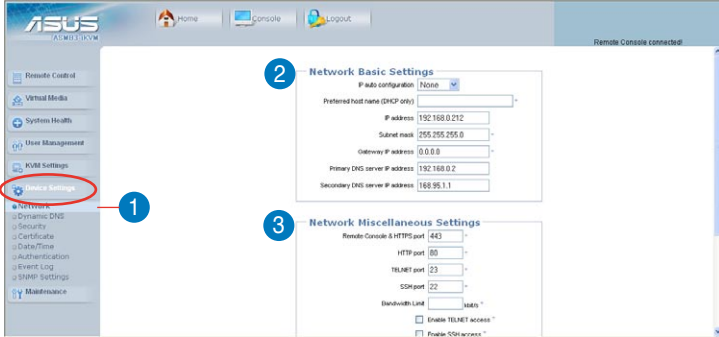 ASUS
ASMB3-iKVM
Home
Console
Logout
Remote Console connected!
Remote Control
Virtual Media
System Health
User Management
KVM Settings
Device Settings
Network
Dynamic DNS
Security
Certificate
Date/Time
Authentication
Event Log
SNMP Settings
Maintenance
1
2
Network Basic Settings
IP auto configuration None
Preferred host name (DHCP only) *
IP address 192.168.0.212
Subnet mask 255.255.255.0 *
Gateway IP address 0.0.0.0 *
Primary DNS server IP address 168.168.0.2
Secondary DNS server IP address 168.95.1.1
3
Network Miscellaneous Settings
Remote Console & HTTPS port 443 *
HTTP port 80 *
TELNET port 23 *
SSH port 22 *
Bandwidth Limit kbit/s *
Enable TELNET access *
Enable SSH access *